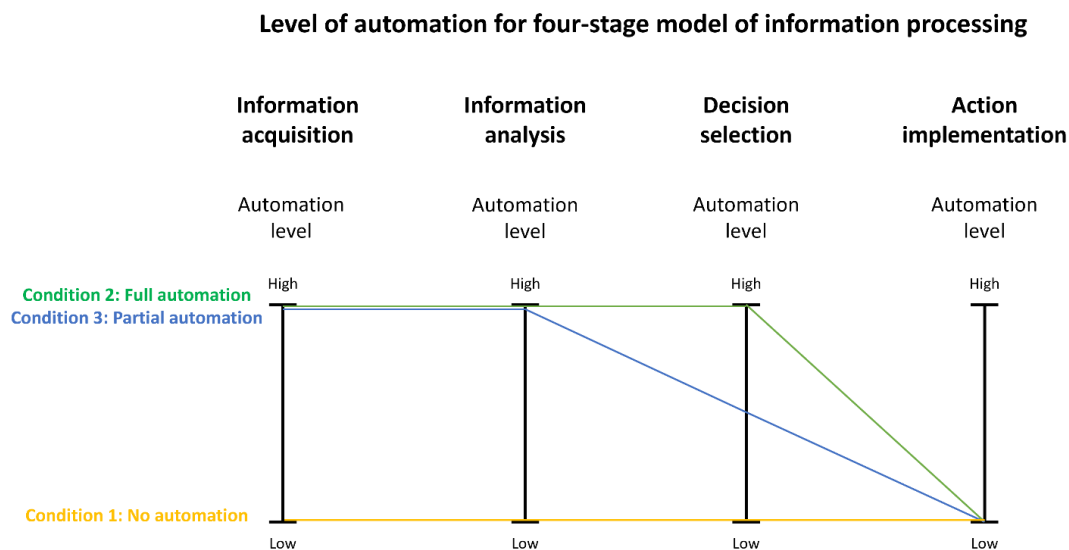 Level of automation for four-stage model of information processing
Information
acquisition
Information
analysis
Decision
selection
Action
implementation
Automation
level
Automation
level
Automation
level
Automation
level
High
High
High
High
Condition 2: Full automation
Condition 3: Partial automation
Condition 1: No automation
Low
Low
Low
Low